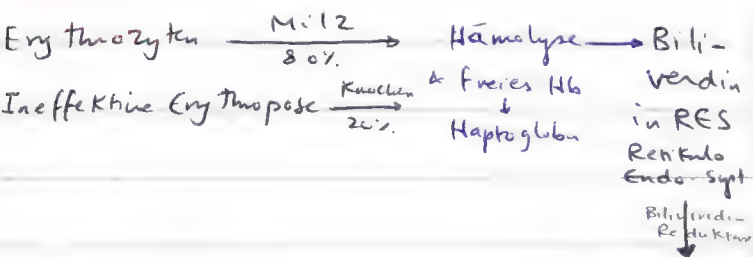 Erythrozyten Milz 80%. Hämolyse Bili-
verdin
Ineffektive Erythropose Knochen 20%. & Freies Hb
Haptoglobin
in RES
Retikulo
Endo-Syst
Biliverdin-
Reduktase